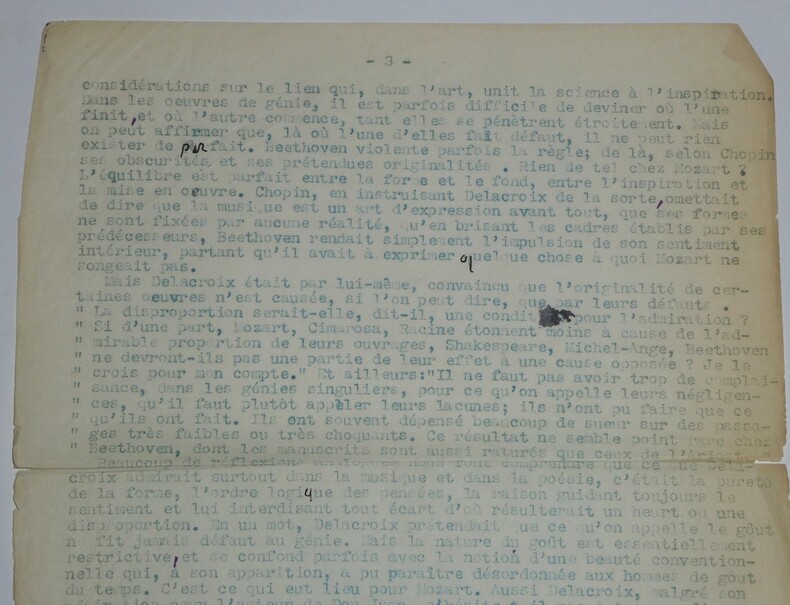 - 3 -
considérations sur le lien qui, dans l'art, unit la science à l'inspiration.
Dans les oeuvres de génie, il est parfois difficile de deviner où l'une
finit, et où l'autre commence, tant elles se pénètrent étroitement. Mais
on peut affirmer que, là où l'une d'elles fait défaut, il ne peut rien
exister de parfait. Beethoven violente parfois la règle; de là, selon Chopin
ses obscurités et ses prétendues originalités . Rien de tel chez Mozart ?
L'équilibre est parfait entre la forme et le fond, entre l'inspiration et
la mise en oeuvre. Chopin, en instruisant Delacroix de la sorte, omettait
de dire que la musique est un art d'expression avant tout, que ses formes
ne sont fixées par aucune réalité, qu'en brisant les cadres établis par ses
prédécesseurs, Beethoven rendait simplement l'impulsion de son sentiment
intérieur, partant qu'il avait à exprimer quelque chose à quoi Mozart ne
songeait pas.
Mais Delacroix était par lui-même, convaincu que l'originalité de cer-
taines oeuvres n'est causée, si l'on peut dire, que par leurs défauts .
" La disproportion serait-elle, dit-il, une condit pour l'admiration ?
" Si d'une part, Mozart, Cimarosa, Racine étonnent moins à cause de l'ad-
" mirable proportion de leurs ouvrages, Shakespeare, Michel-Ange, Beethoven
" ne devront-ils pas une partie de leur effet à une cause opposée ? Je le
" crois pour mon compte." Et ailleurs:"Il ne faut pas avoir trop de complai-
" sance, dans les génies singuliers, pour ce qu'on appelle leurs négligen-
" ces, qu'il faut plutôt appeler leurs lacunes; ils n'ont pu faire que ce
" qu'ils ont fait. Ils ont souvent dépensé beaucoup de sueur sur des passa-
" ges très faibles ou très choquants. Ce résultat ne semble point rare chez
" Beethoven, dont les manuscrits sont aussi raturés que ceux de l'Arioste."
Beaucoup de réflexions analogues nous font comprendre que ce que Dela-
croix admirait surtout dans la musique et dans la poésie, c'était la pureté
de la forme, l'ordre logique des pensées, la raison guidant toujours le
sentiment et lui interdisant tout écart d'où résulterait un heurt ou une
disproportion. En un mot, Delacroix prétendait que ce qu'on appelle le goût
ne fit jamais défaut au génie. Mais la nature du goût est essentiellement
restrictive, et se confond parfois avec la notion d'une beauté convention-
nelle qui, à son apparition, a pu paraître désordonnée aux hommes de goût
du temps. C'est ce qui eut lieu pour Mozart. Aussi Delacroix, malgré son